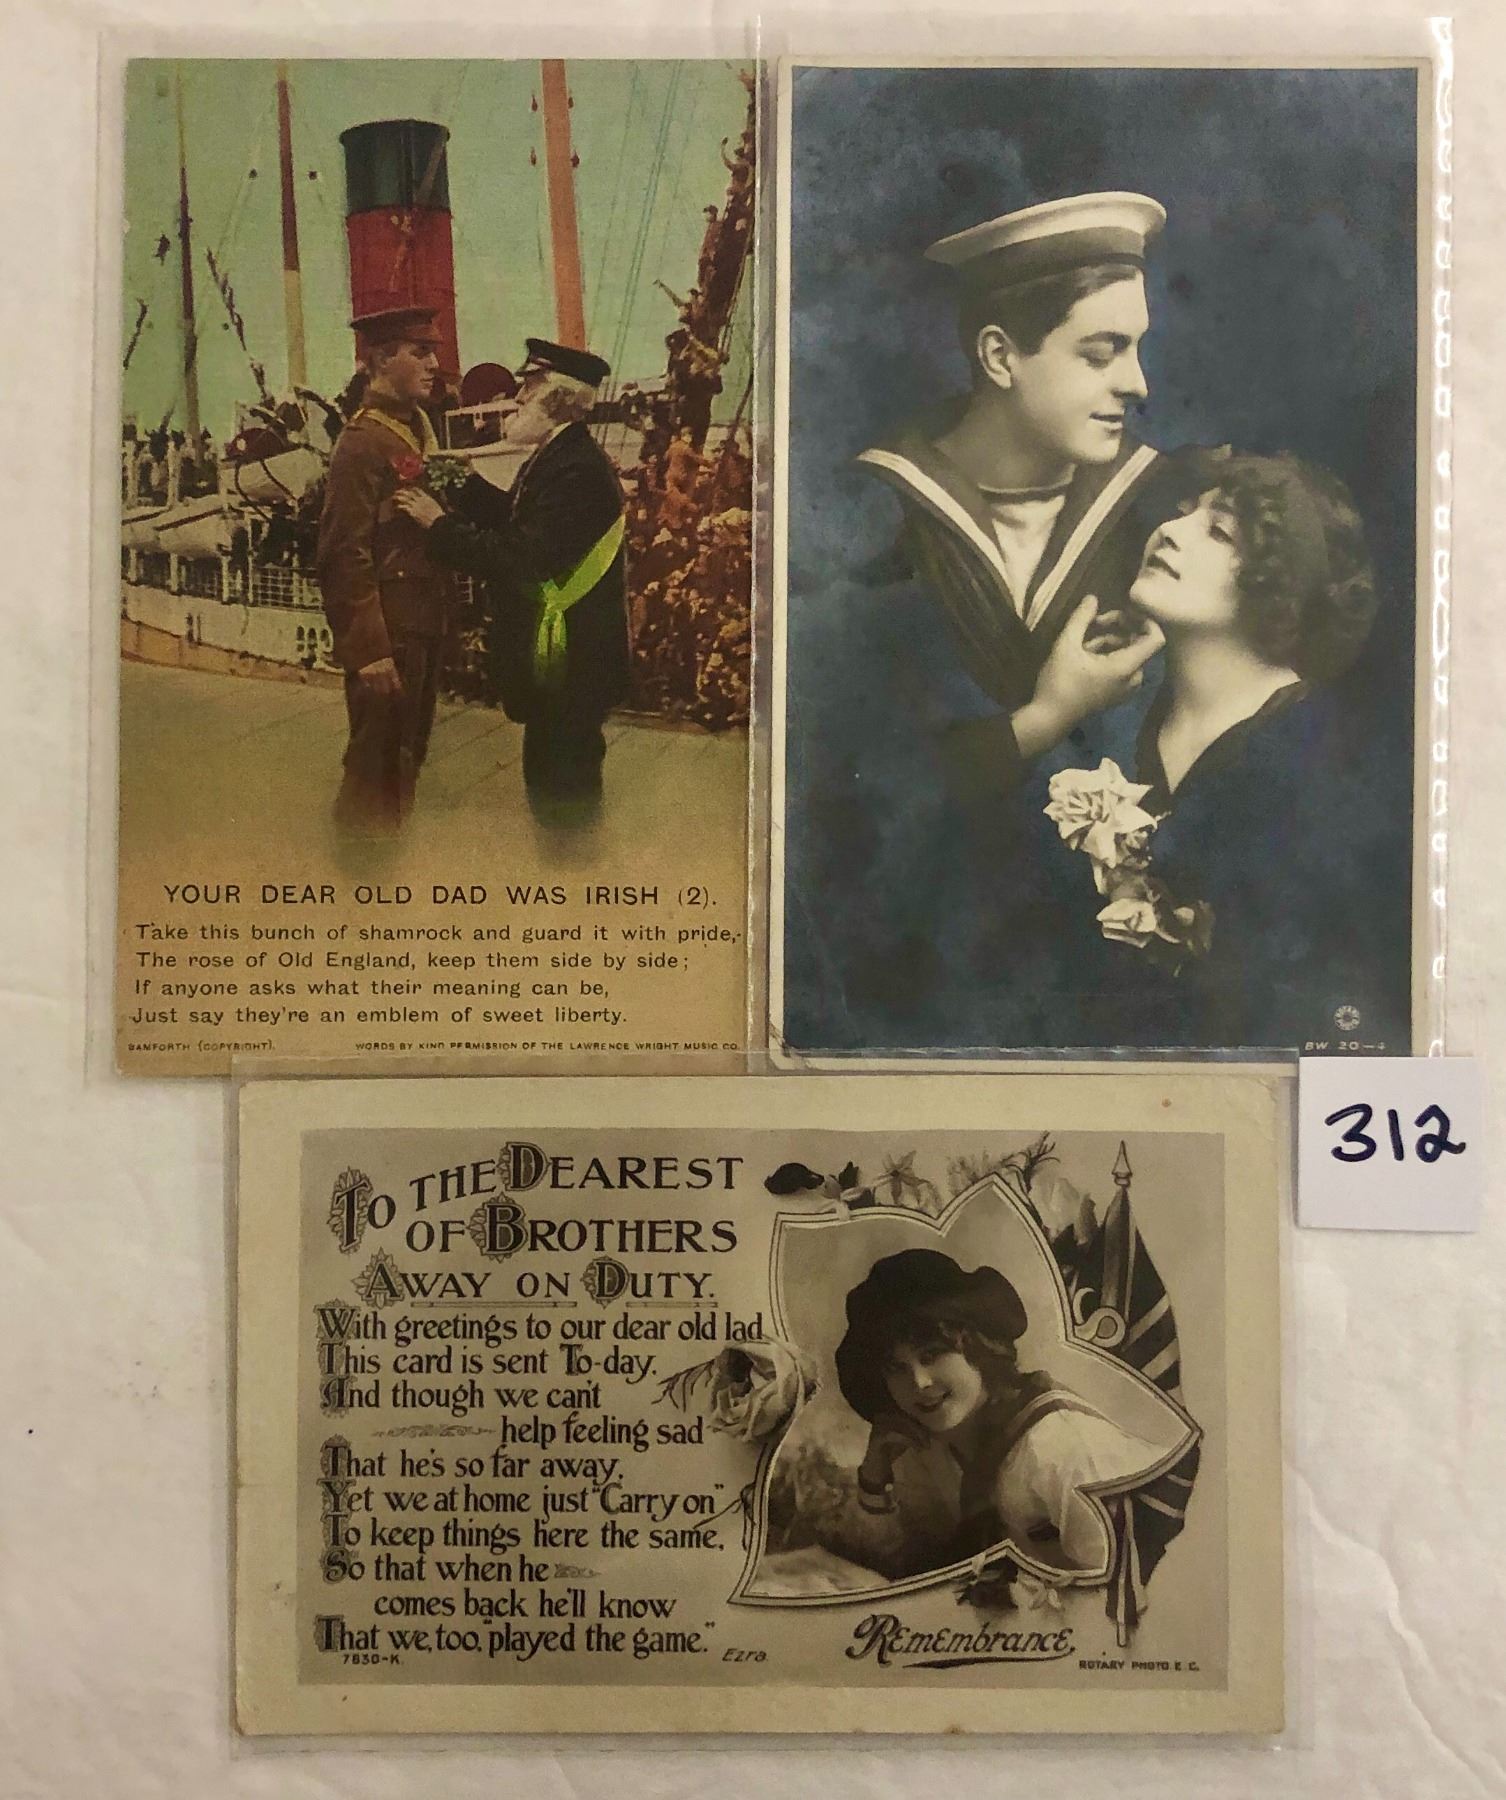 YOUR DEAR OLD DAD WAS IRISH (2).
Take this bunch of shamrock and guard it with pride,-
The rose of Old England, keep them side by side;
If anyone asks what their meaning can be,
Just say they're an emblem of sweet liberty.
BAMFORTH (COPYRIGHT).
WORDS BY KIND PERMISSION OF THE LAWRENCE WRIGHT MUSIC CO.
BW 20-4
312
TO THE DEAREST
OF BROTHERS
AWAY ON DUTY.
With greetings to our dear old lad
This card is sent To-day.
And though we can't
help feeling sad
That he's so far away.
Yet we at home just "Carry on"
To keep things here the same.
So that when he
comes back he'll know
That we, too, "played the game."
Ezra
7630-K.
REMEMbranCE.
ROTARY PHOTO E.C.